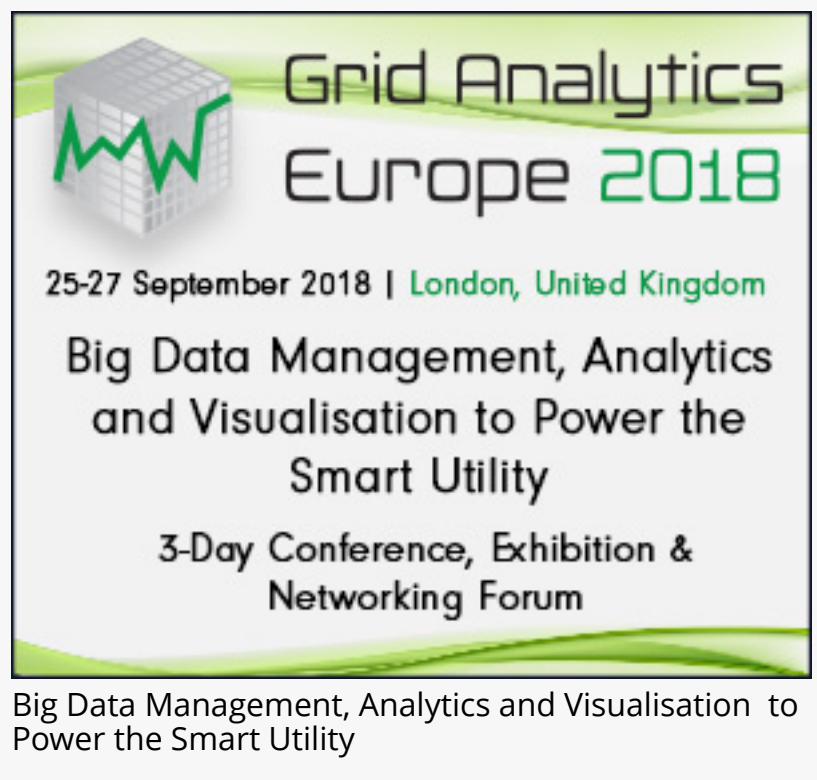 Grid Analytics
Europe 2018
25-27 September 2018 | London, United Kingdom
Big Data Management, Analytics
and Visualisation to Power the
Smart Utility
3-Day Conference, Exhibition &
Networking Forum
Big Data Management, Analytics and Visualisation  to
Power the Smart Utility